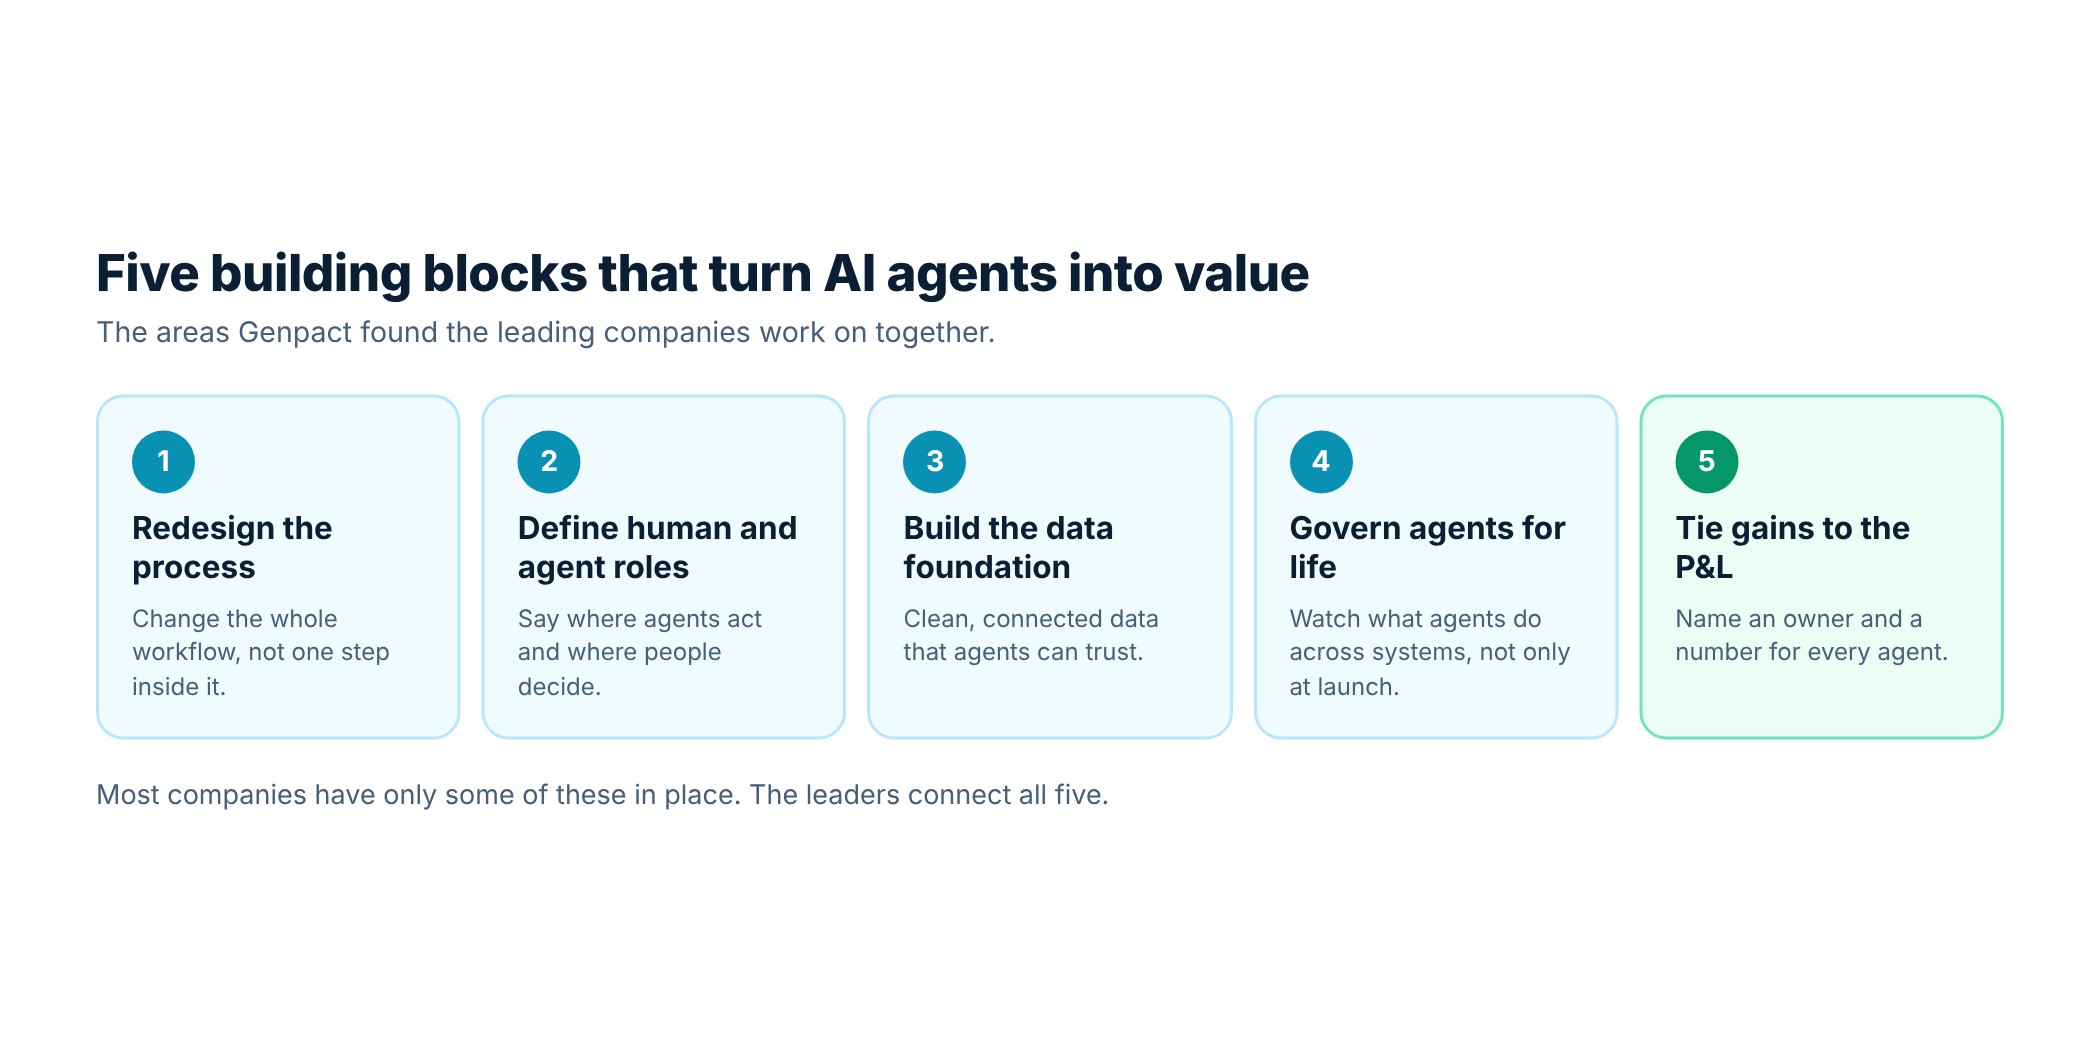 Five building blocks that turn AI agents into value
The areas Genpact found the leading companies work on together.
1
Redesign the
process
Change the whole
workflow, not one step
inside it.
2
Define human and
agent roles
Say where agents act
and where people
decide.
3
Build the data
foundation
Clean, connected data
that agents can trust.
4
Govern agents for
life
Watch what agents do
across systems, not only
at launch.
5
Tie gains to the
P&L
Name an owner and a
number for every agent.
Most companies have only some of these in place. The leaders connect all five.